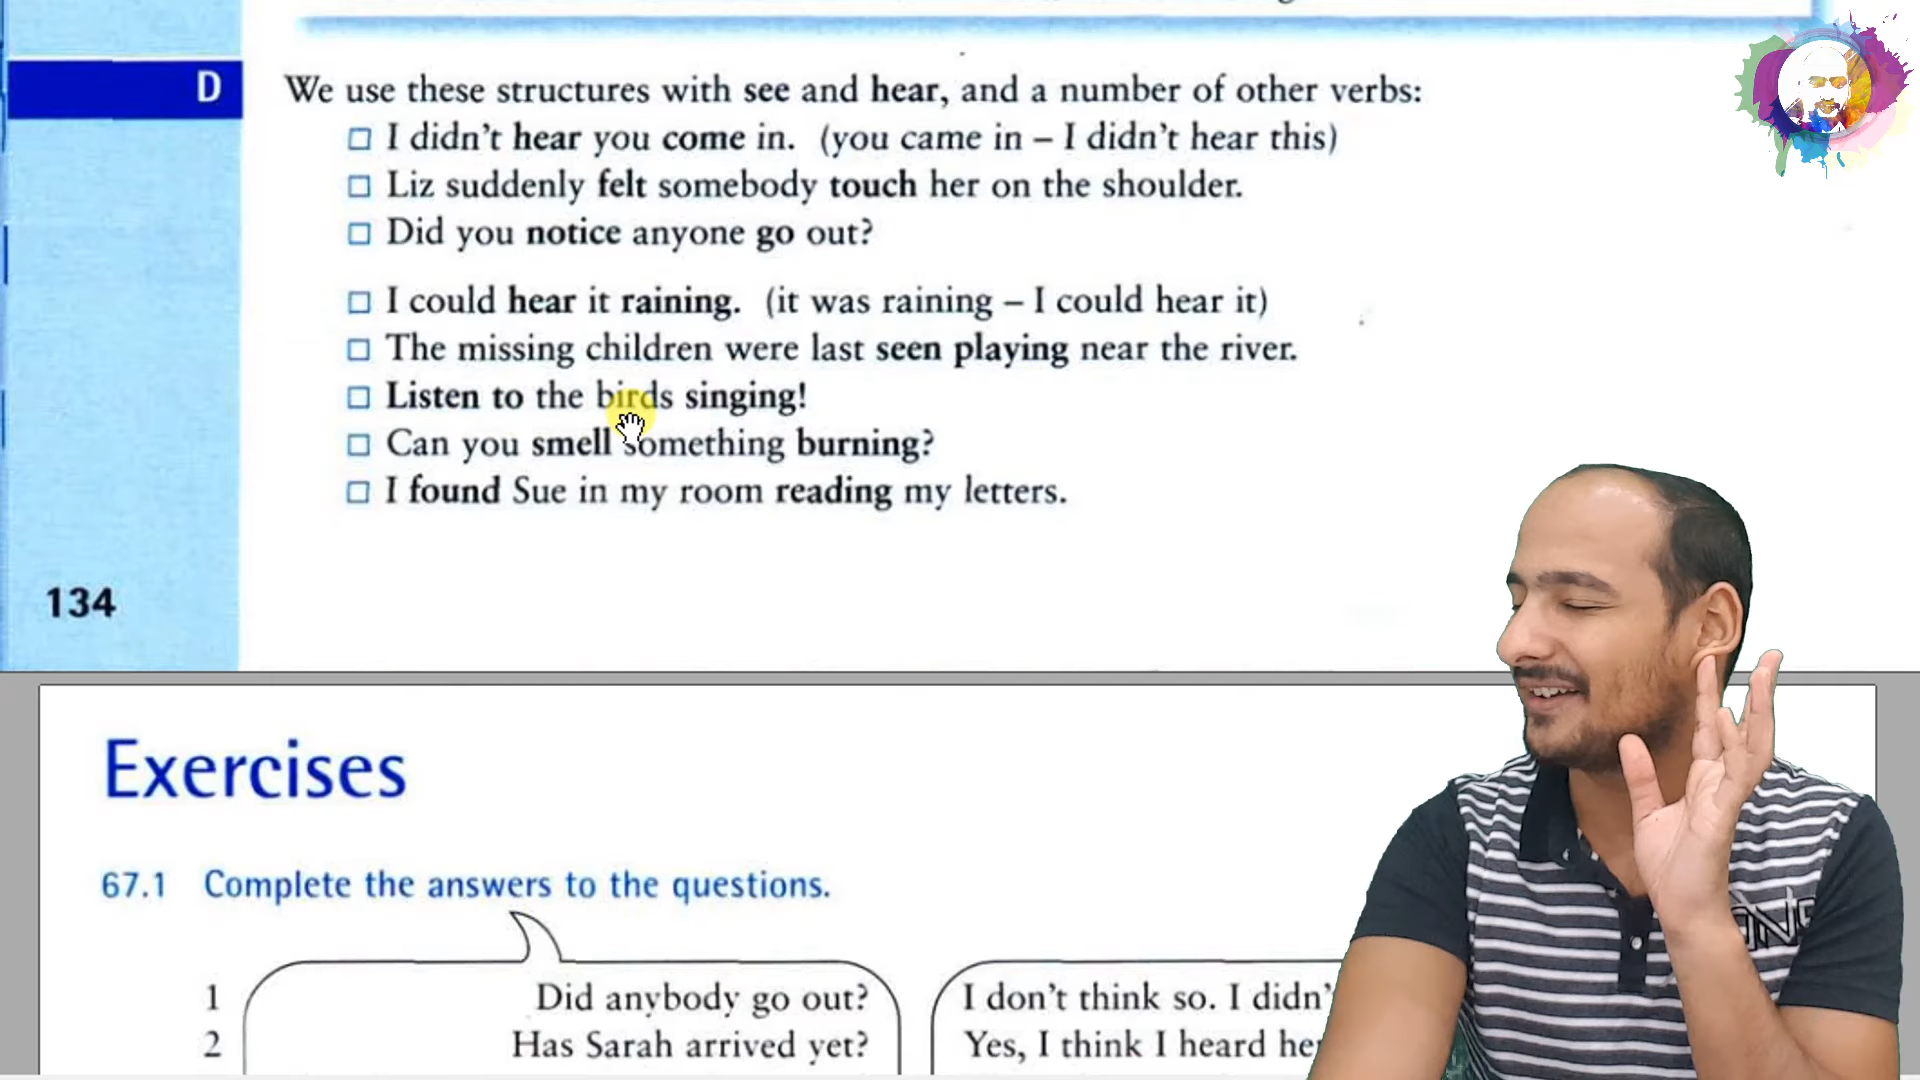 D
We use these structures with see and hear, and a number of other verbs:
I didn't hear you come in. (you came in – I didn't hear this)
Liz suddenly felt somebody touch her on the shoulder.
Did you notice anyone go out?
I could hear it raining. (it was raining – I could hear it)
The missing children were last seen playing near the river.
Listen to the birds singing!
Can you smell something burning?
I found Sue in my room reading my letters.
134
Exercises
67.1 Complete the answers to the questions.
1 Did anybody go out? I don't think so. I didn'
2 Has Sarah arrived yet? Yes, I think I heard he